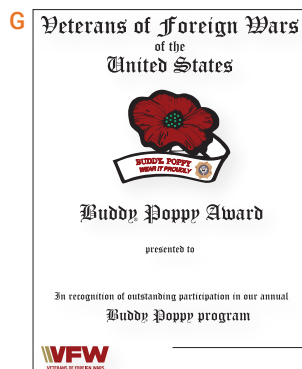 G
Veterans of Foreign Wars
of the
United States
BUDDY® POPPY
WEAR IT PROUDLY
Buddy® Poppy Award
presented to
In recognition of outstanding participation in our annual
Buddy Poppy program
VFW
VETERANS OF FOREIGN WARS